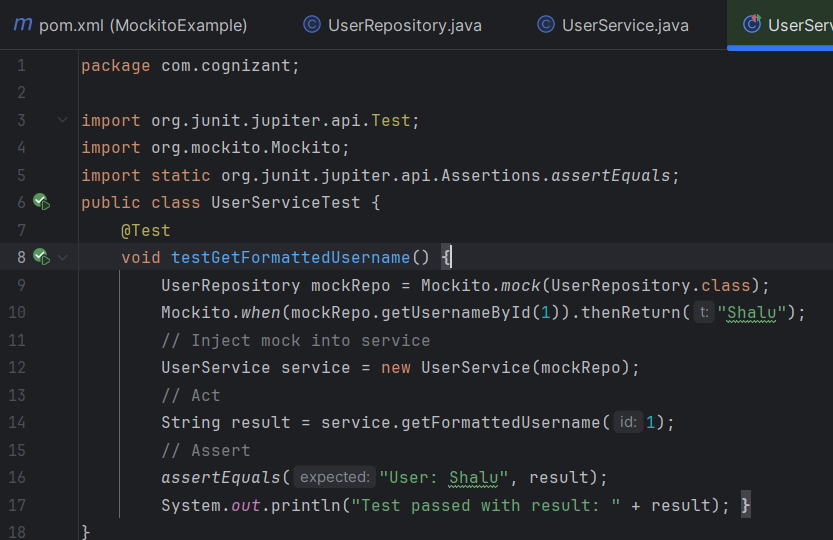 m pom.xml (MockitoExample) © UserRepository.java © UserService.java UserServ
1 package com.cognizant;
2
3 import org.junit.jupiter.api.Test;
4 import org.mockito.Mockito;
5 import static org.junit.jupiter.api.Assertions.assertEquals;
6 public class UserServiceTest {
7 @Test
8 void testGetFormattedUsername() {
9 UserRepository mockRepo = Mockito.mock(UserRepository.class);
10 Mockito.when(mockRepo.getUsernameById(1)).thenReturn( t: "Shalu");
11 // Inject mock into service
12 UserService service = new UserService(mockRepo);
13 // Act
14 String result = service.getFormattedUsername( id: 1);
15 // Assert
16 assertEquals( expected: "User: Shalu", result);
17 System.out.println("Test passed with result: " + result); }
18 }